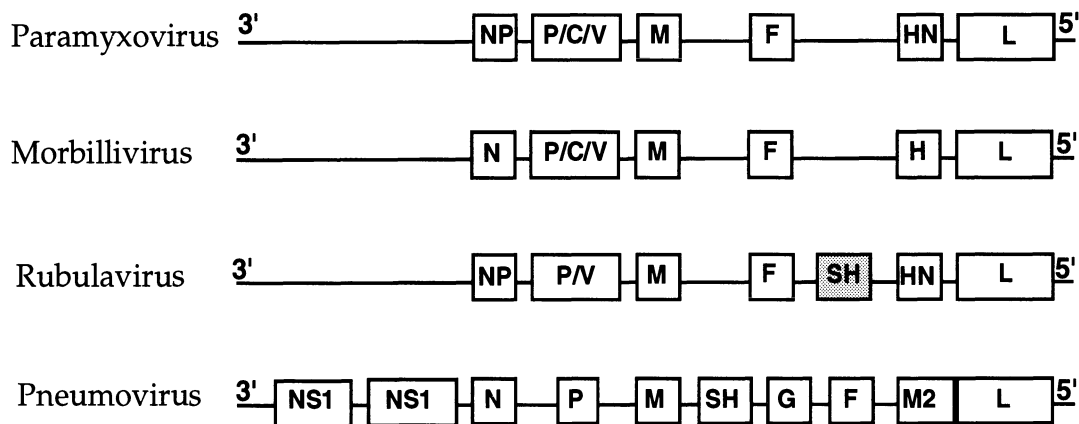 Paramyxovirus 3' NP P/C/V M F HN L 5'
Morbillivirus 3' N P/C/V M F H L 5'
Rubulavirus 3' NP P/V M F SH HN L 5'
Pneumovirus 3' NS1 NS1 N P M SH G F M2 L 5'